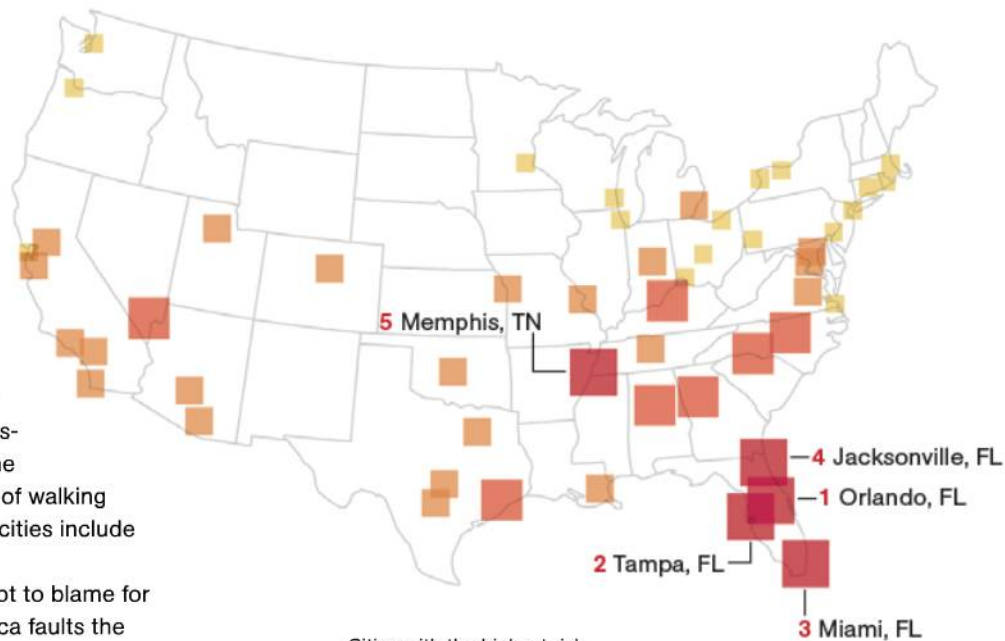 5 Memphis, TN
s-
ne
of walking
cities include
ot to blame for
ca faults the
4 Jacksonville, FL
1 Orlando, FL
2 Tampa, FL
3 Miami, FL